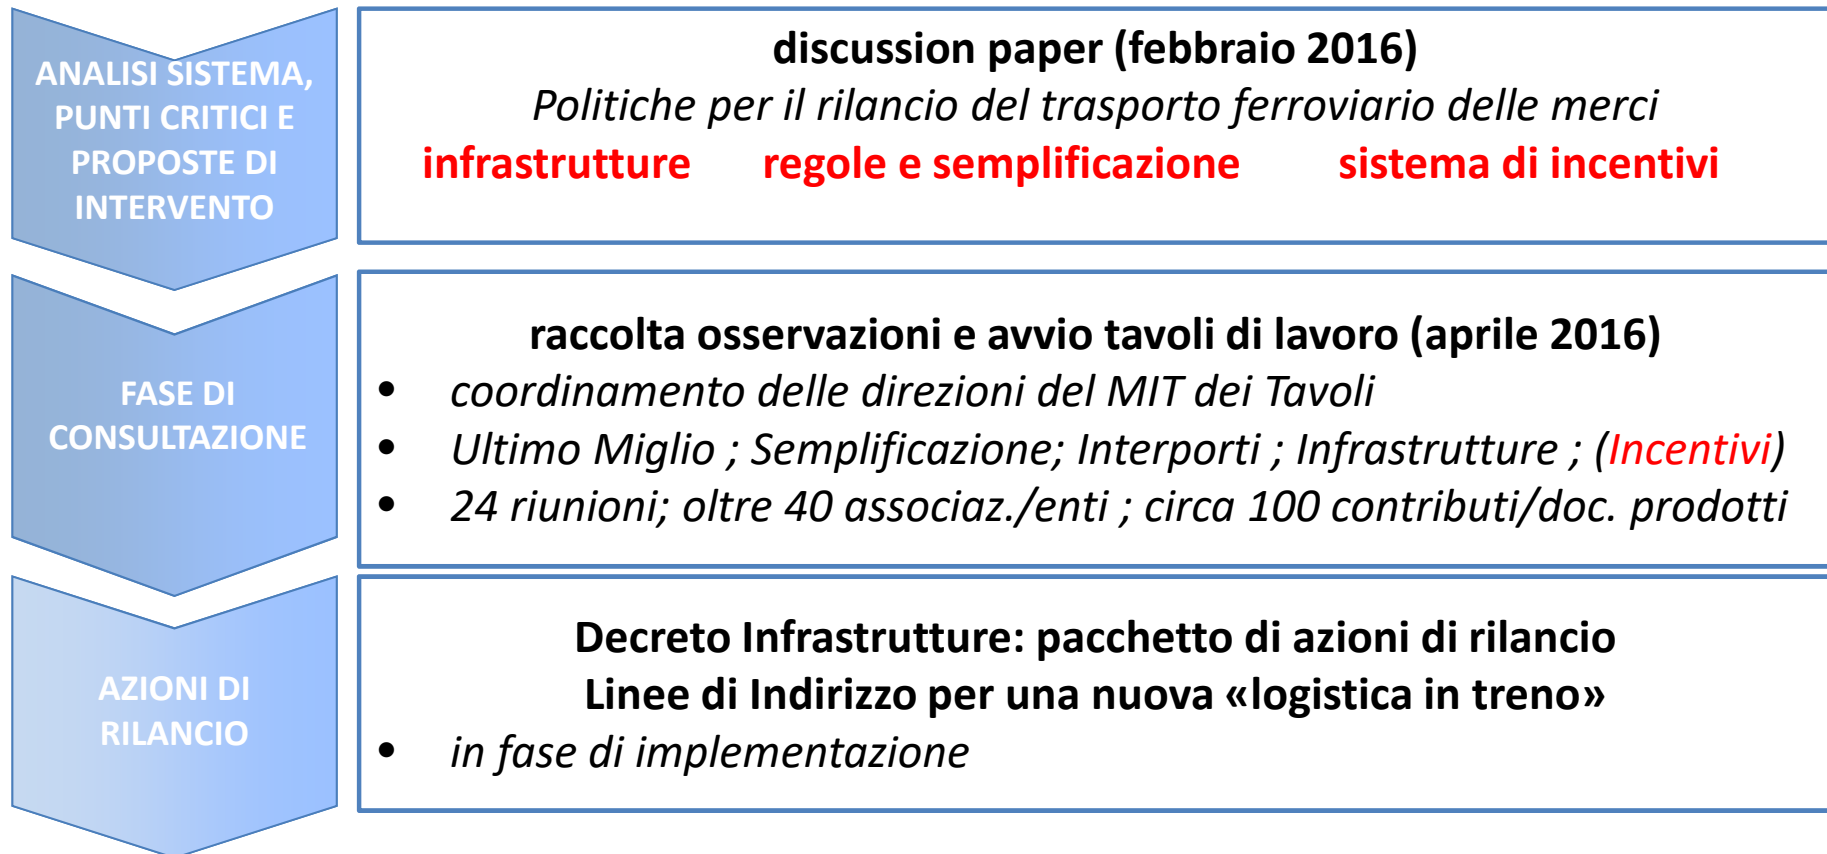 ANALISI SISTEMA,
PUNTI CRITICI E
PROPOSTE DI
INTERVENTO
discussion paper (febbraio 2016)
Politiche per il rilancio del trasporto ferroviario delle merci
infrastrutture regole e semplificazione sistema di incentivi
FASE DI
CONSULTAZIONE
raccolta osservazioni e avvio tavoli di lavoro (aprile 2016)
• coordinamento delle direzioni del MIT dei Tavoli
• Ultimo Miglio ; Semplificazione; Interporti ; Infrastrutture ; (Incentivi)
• 24 riunioni; oltre 40 associaz./enti ; circa 100 contributi/doc. prodotti
AZIONI DI
RILANCIO
Decreto Infrastrutture: pacchetto di azioni di rilancio
Linee di Indirizzo per una nuova «logistica in treno»
• in fase di implementazione